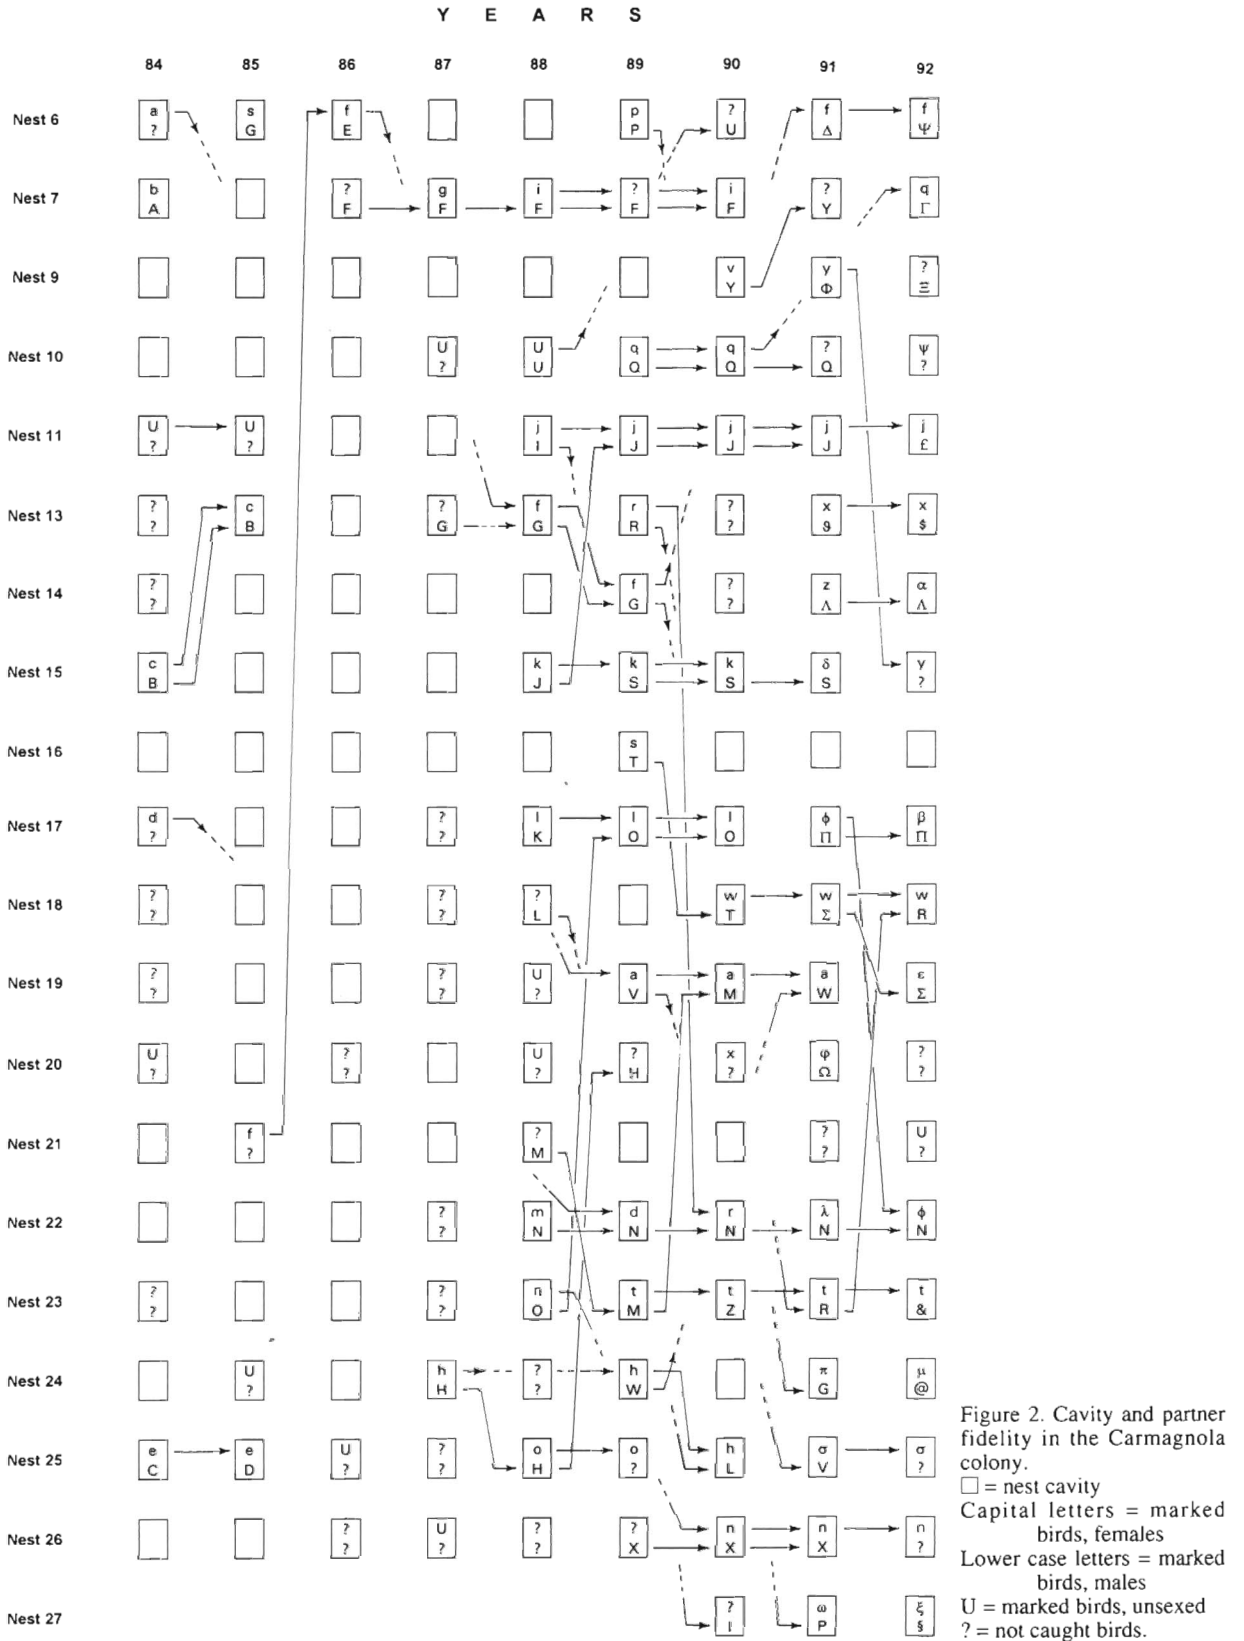 Y E A R S
84 85 86 87 88 89 90 91 92
Nest 6 a s f p ? f f
? G E P U Δ Ψ
Nest 7 b ? g i ? i ? q
A F F F F F Y Γ
Nest 9 v y ?
Y Φ Ξ
Nest 10 U U q q ? ψ
? U Q Q Q ?
Nest 11 U U j j j j j
? ? I J J J £
Nest 13 ? c ? f r ? x x
? B G G R ? 9 $
Nest 14 ? f ? z α
? G ? Λ Λ
Nest 15 c k k k δ y
B J S S S ?
Nest 16 s
T
Nest 17 d ? l l l ϕ β
? ? K O O Π Π
Nest 18 ? ? ? w w w
? ? L T Σ R
Nest 19 ? ? U a a a ε
? ? ? V M W Σ
Nest 20 U ? U ? x φ ?
? ? ? H ? Ω ?
Nest 21 f ? ? U
? M ? ?
Nest 22 ? m d r λ ϕ
? N N N N N
Nest 23 ? ? n t t t t
? ? O M Z R &
Nest 24 U h ? h π μ
? H ? W G @
Nest 25 e e U ? o o h σ σ
C D ? ? H ? L V ?
Nest 26 ? U ? ? n n n
? ? ? X X X ?
Nest 27 ? ω ξ
I P §
Figure 2. Cavity and partner
fidelity in the Carmagnola
colony.
□ = nest cavity
Capital letters = marked
birds, females
Lower case letters = marked
birds, males
U = marked birds, unsexed
? = not caught birds.